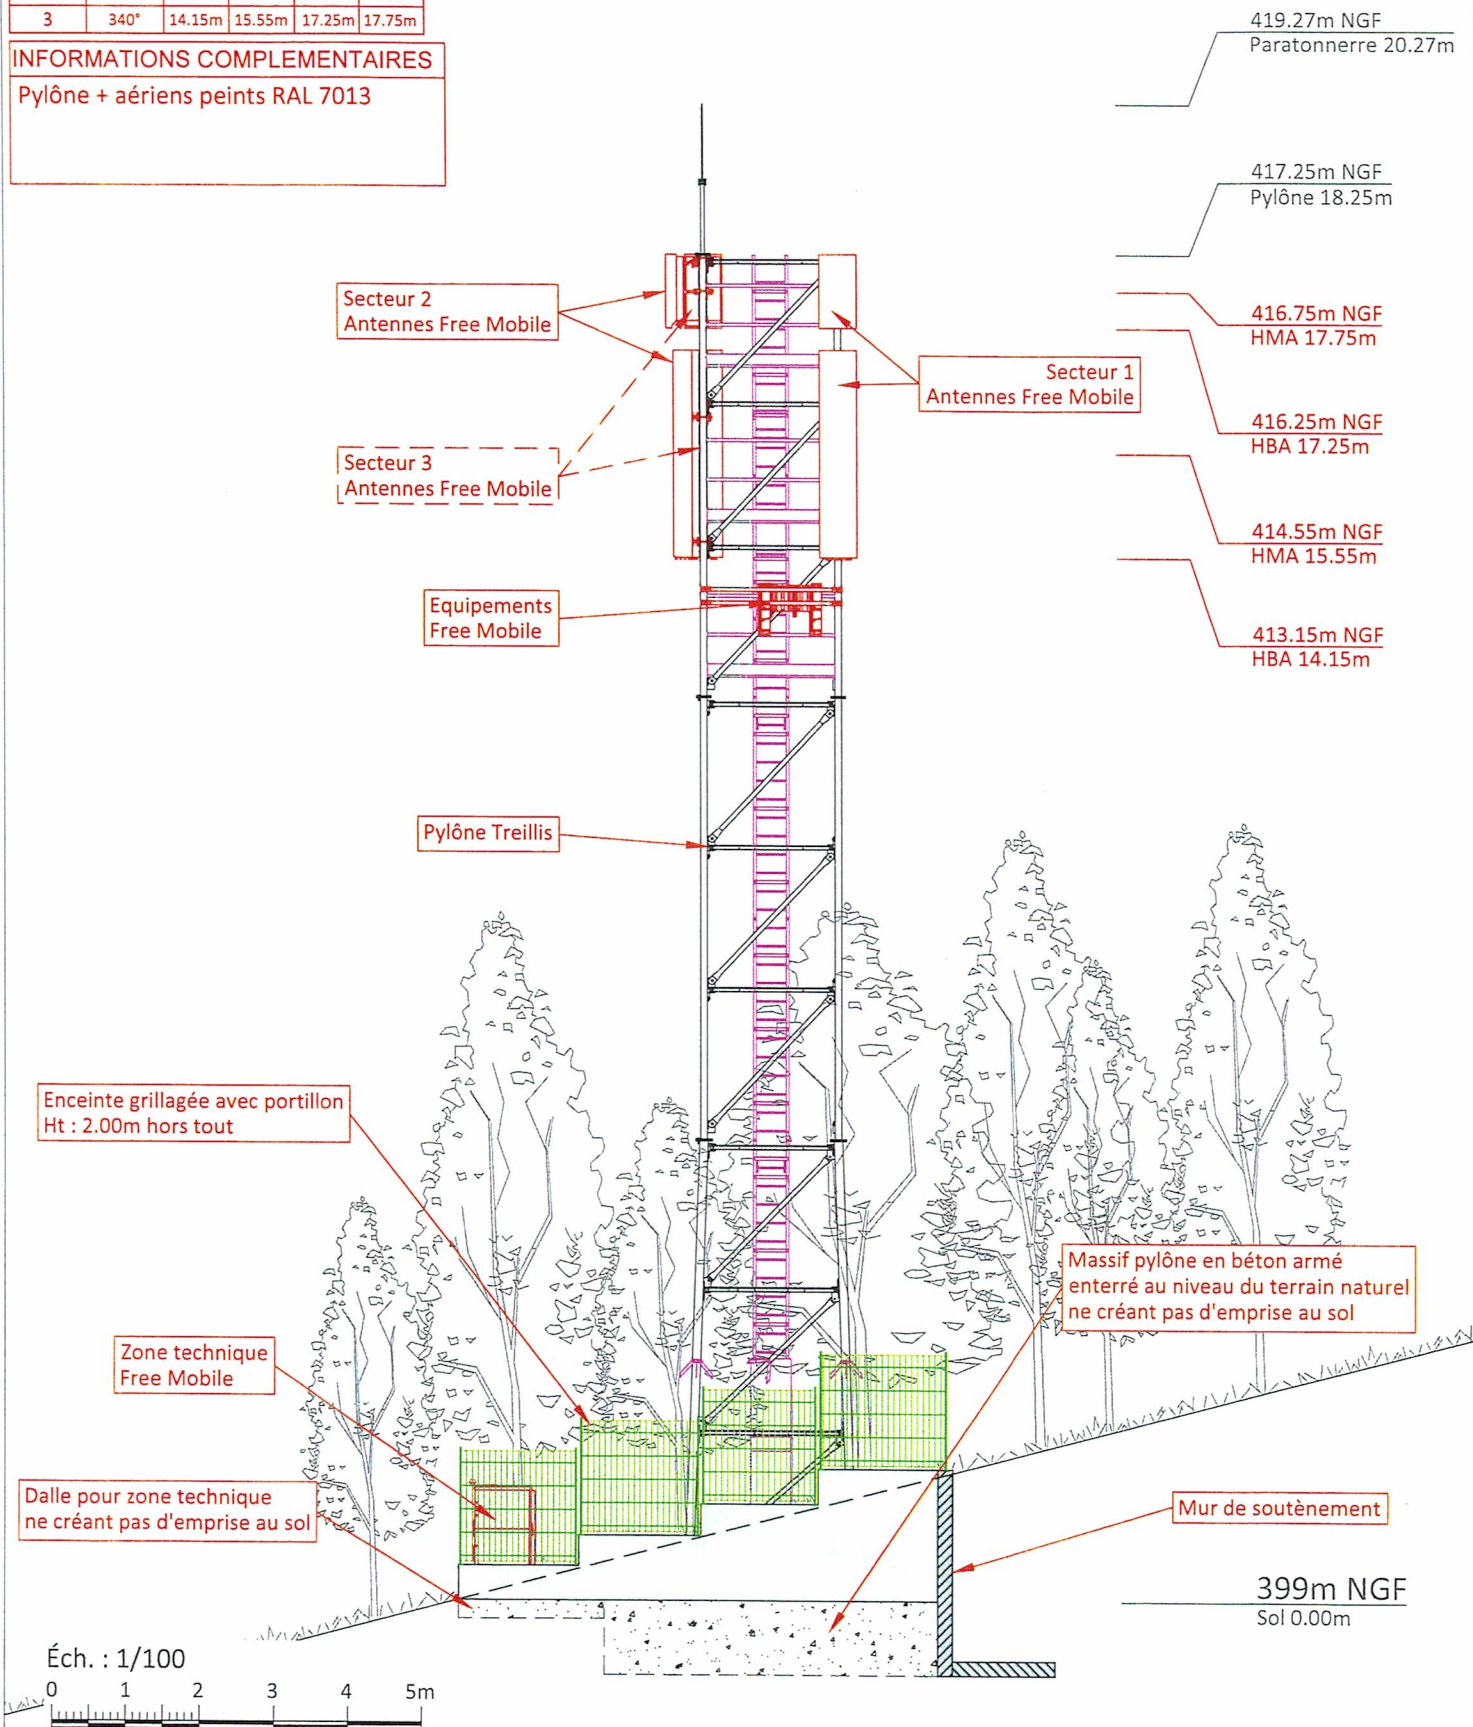 3 340° 14.15m 15.55m 17.25m 17.75m
INFORMATIONS COMPLEMENTAIRES
Pylône + aériens peints RAL 7013
419.27m NGF
Paratonnerre 20.27m
417.25m NGF
Pylône 18.25m
416.75m NGF
HMA 17.75m
416.25m NGF
HBA 17.25m
414.55m NGF
HMA 15.55m
413.15m NGF
HBA 14.15m
Secteur 2
Antennes Free Mobile
Secteur 1
Antennes Free Mobile
Secteur 3
Antennes Free Mobile
Equipements
Free Mobile
Pylône Treillis
Enceinte grillagée avec portillon
Ht : 2.00m hors tout
Massif pylône en béton armé
enterré au niveau du terrain naturel
ne créant pas d'emprise au sol
Zone technique
Free Mobile
Dalle pour zone technique
ne créant pas d'emprise au sol
Mur de soutènement
399m NGF
Sol 0.00m
Éch. : 1/100
0 1 2 3 4 5m